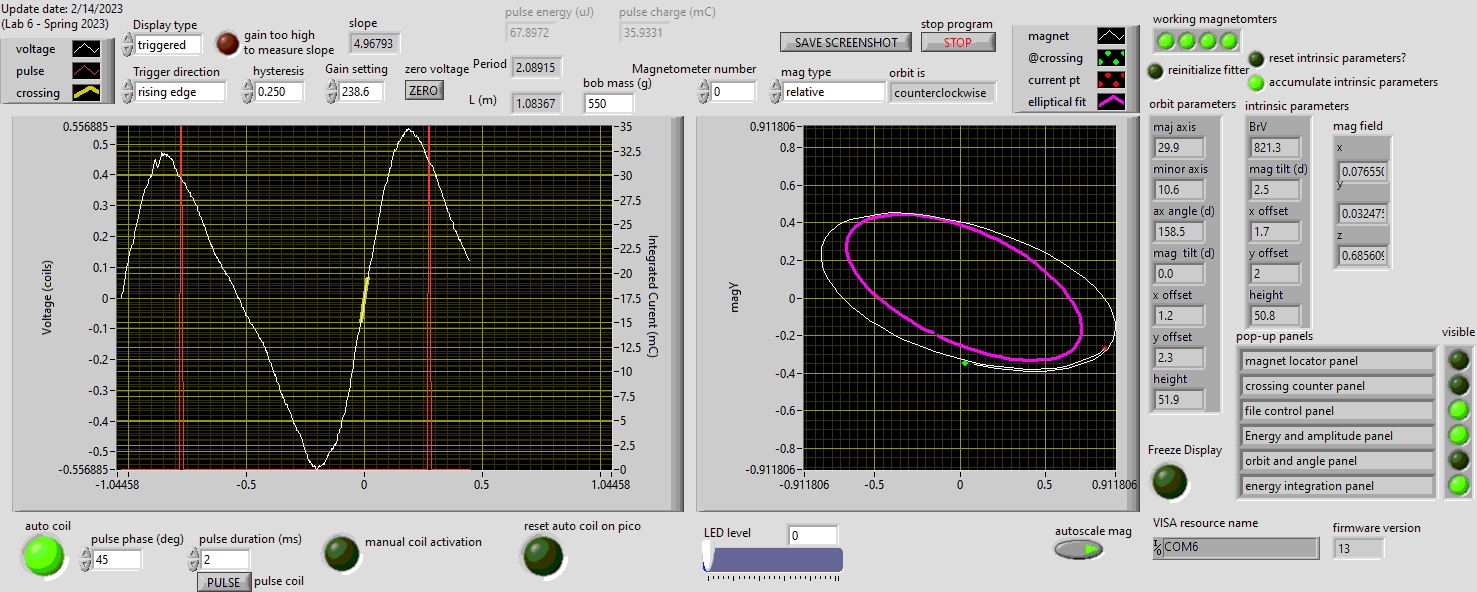 Update date: 2/14/2023
(Lab 6 - Spring 2023)
voltage
pulse
crossing
Display type
triggered
gain too high
to measure slope
slope
4.96793
Trigger direction
rising edge
hysteresis
0.250
Gain setting
238.6
zero voltage
ZERO
pulse energy (uJ)
67.8972
pulse charge (mC)
35.9331
Period
2.08915
L (m)
1.08367
bob mass (g)
550
Magnetometer number
0
mag type
relative
orbit is
counterclockwise
SAVE SCREENSHOT
stop program
STOP
magnet
@crossing
current pt
elliptical fit
working magnetomters
reinitialize fitter
reset intrinsic parameters?
accumulate intrinsic parameters
orbit parameters
maj axis
29.9
minor axis
10.6
ax angle (d)
158.5
mag tilt (d)
0.0
x offset
1.2
y offset
2.3
height
51.9
intrinsic parameters
BrV
821.3
mag tilt (d)
2.5
x offset
1.7
y offset
2
height
50.8
mag field
x
0.07655
y
0.03247
z
0.68560
pop-up panels
visible
magnet locator panel
crossing counter panel
file control panel
Energy and amplitude panel
orbit and angle panel
energy integration panel
Freeze Display
Voltage (coils)
0.556885
0.5
0.4
0.3
0.2
0.1
0
-0.1
-0.2
-0.3
-0.4
-0.5
-0.556885
-1.04458
-0.5
0
0.5
1.04458
35
32.5
30
27.5
25
22.5
20
17.5
15
12.5
10
7.5
5
2.5
0
Integrated Curent (mC)
magY
0.911806
0.8
0.6
0.4
0.2
0
-0.2
-0.4
-0.6
-0.8
-0.911806
-0.911806
-0.5
0
0.5
0.911806
auto coil
pulse phase (deg)
45
pulse duration (ms)
2
PULSE
pulse coil
manual coil activation
reset auto coil on pico
LED level
0
autoscale mag
VISA resource name
COM6
firmware version
13